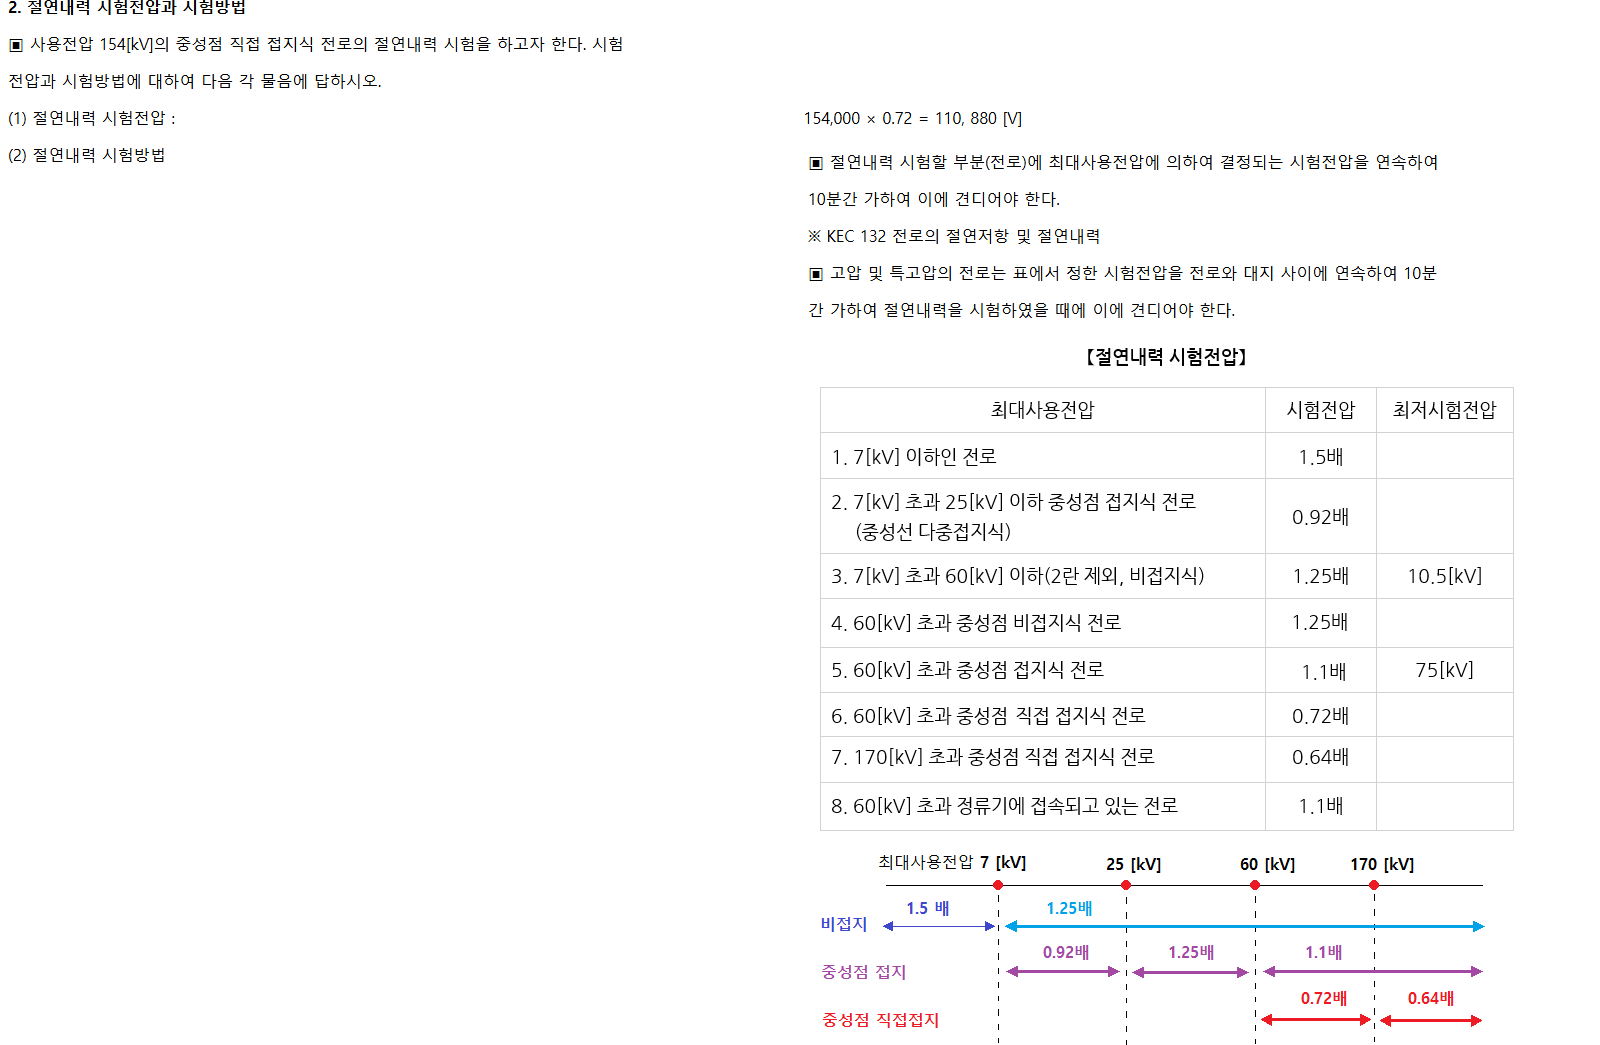 2. 절연내력 시험전압과 시험방법
▣ 사용전압 154[kV]의 중성점 직접 접지식 전로의 절연내력 시험을 하고자 한다. 시험
전압과 시험방법에 대하여 다음 각 물음에 답하시오.
(1) 절연내력 시험전압 :
(2) 절연내력 시험방법
154,000 × 0.72 = 110, 880 [V]
▣ 절연내력 시험할 부분(전로)에 최대사용전압에 의하여 결정되는 시험전압을 연속하여
10분간 가하여 이에 견디어야 한다.
※ KEC 132 전로의 절연저항 및 절연내력
▣ 고압 및 특고압의 전로는 표에서 정한 시험전압을 전로와 대지 사이에 연속하여 10분
간 가하여 절연내력을 시험하였을 때에 이에 견디어야 한다.
【절연내력 시험전압】
최대사용전압 시험전압 최저시험전압
1. 7[kV] 이하인 전로 1.5배
2. 7[kV] 초과 25[kV] 이하 중성점 접지식 전로
(중성선 다중접지식) 0.92배
3. 7[kV] 초과 60[kV] 이하(2란 제외, 비접지식) 1.25배 10.5[kV]
4. 60[kV] 초과 중성점 비접지식 전로 1.25배
5. 60[kV] 초과 중성점 접지식 전로 1.1배 75[kV]
6. 60[kV] 초과 중성점 직접 접지식 전로 0.72배
7. 170[kV] 초과 중성점 직접 접지식 전로 0.64배
8. 60[kV] 초과 정류기에 접속되고 있는 전로 1.1배
최대사용전압 7 [kV] 25 [kV] 60 [kV] 170 [kV]
1.5 배 1.25배
비접지
0.92배 1.25배 1.1배
중성점 접지
0.72배 0.64배
중성점 직접접지